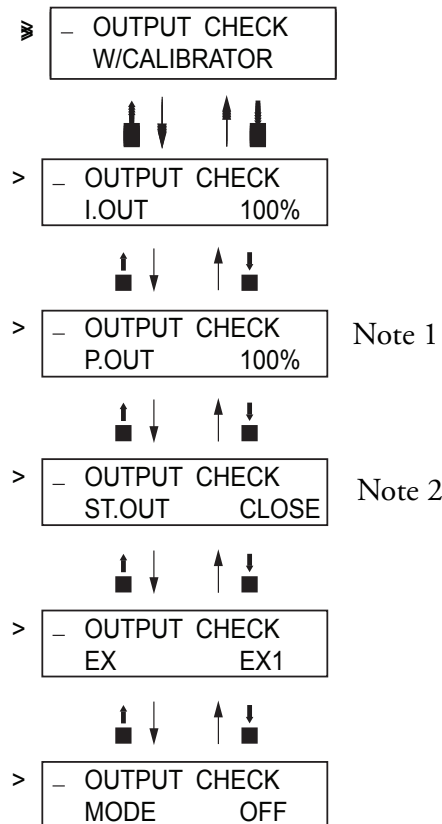 > _ OUTPUT CHECK
W/CALIBRATOR
> _ OUTPUT CHECK
I.OUT 100%
> _ OUTPUT CHECK
P.OUT 100%
Note 1
> _ OUTPUT CHECK
ST.OUT CLOSE
Note 2
> _ OUTPUT CHECK
EX EX1
> _ OUTPUT CHECK
MODE OFF